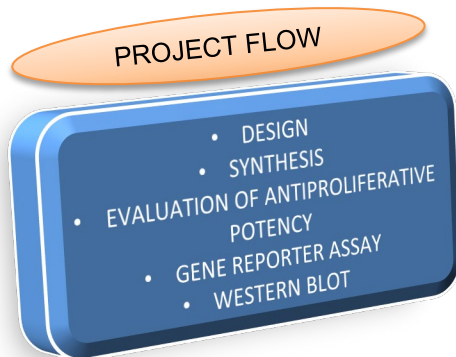 PROJECT FLOW
• DESIGN
• SYNTHESIS
• EVALUATION OF ANTIPROLIFERATIVE
POTENCY
• GENE REPORTER ASSAY
• WESTERN BLOT